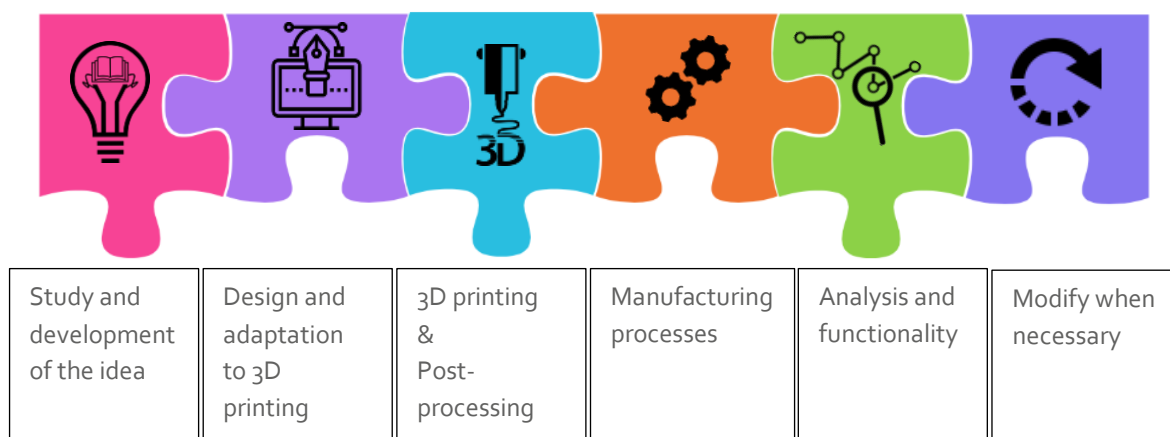 3D
Study and
development
of the idea
Design and
adaptation
to 3D
printing
3D printing
&
Post-
processing
Manufacturing
processes
Analysis and
functionality
Modify when
necessary